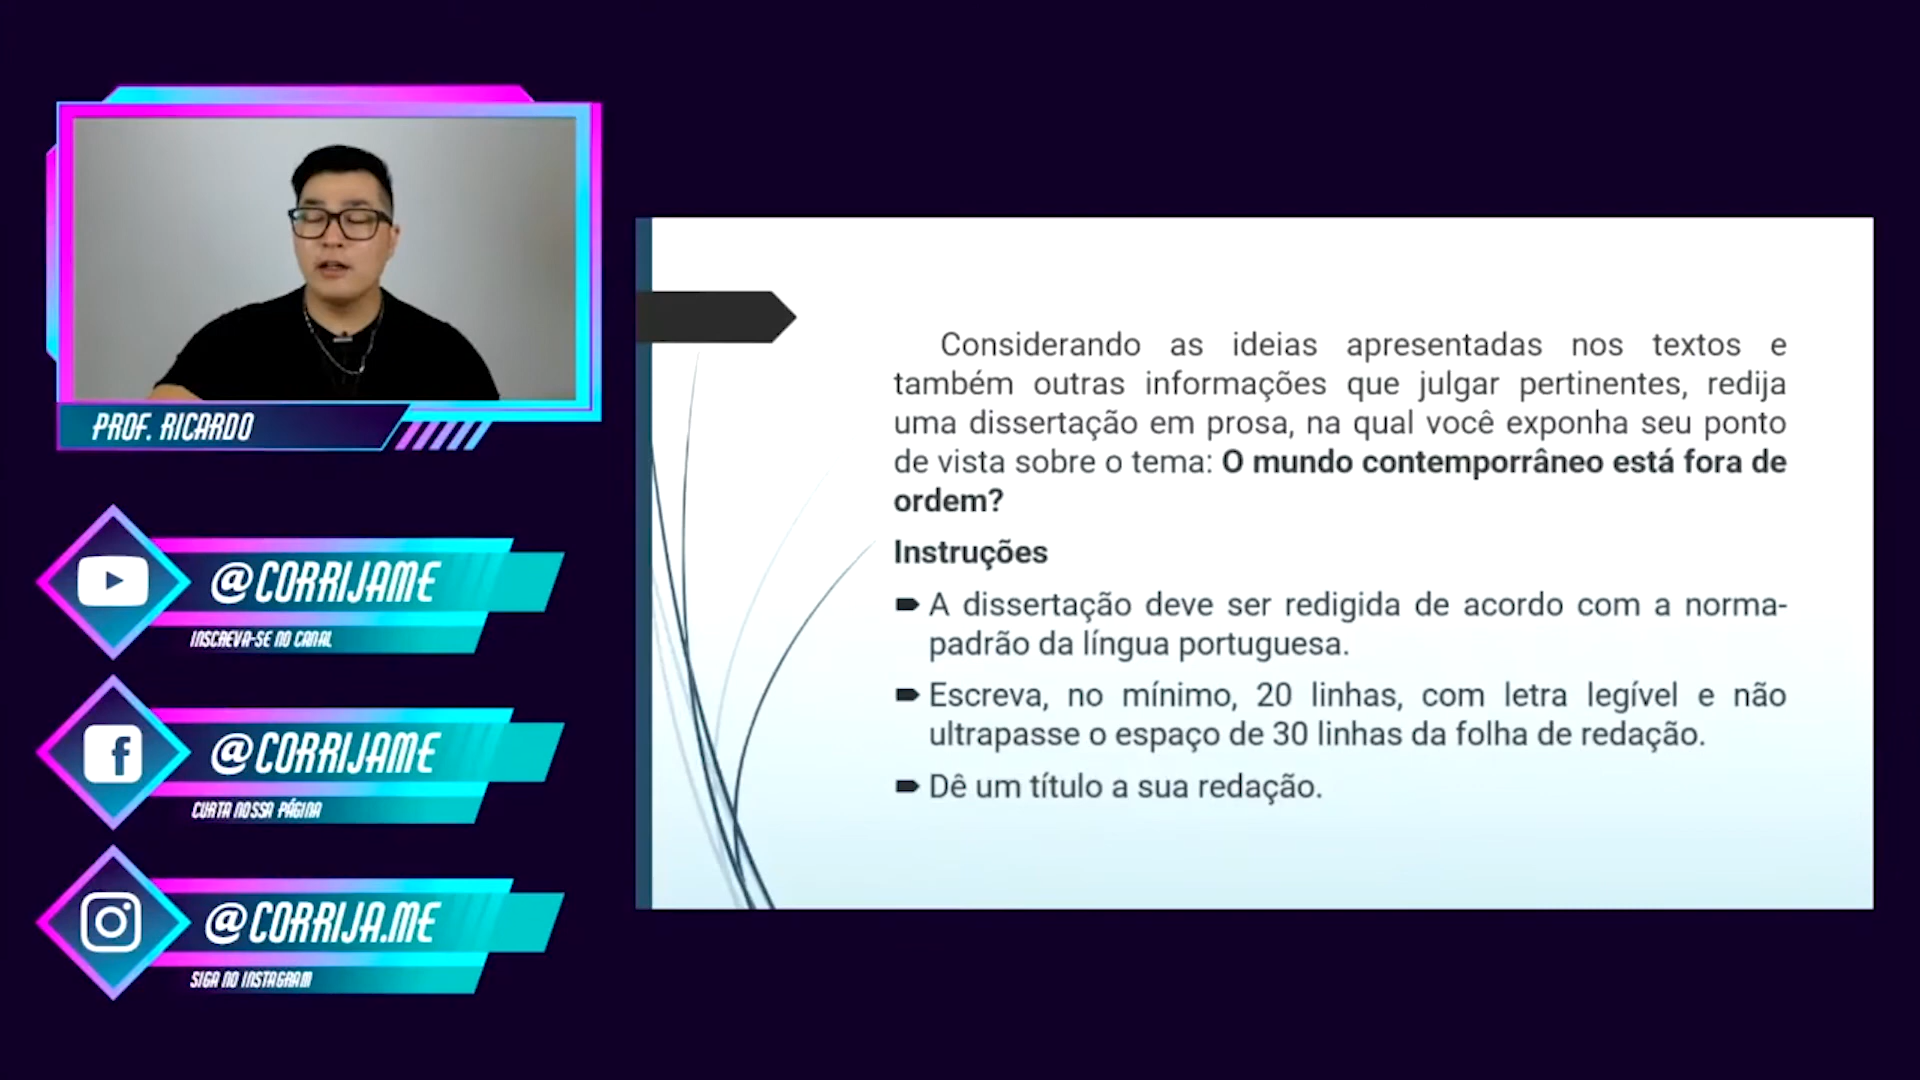 PROF. RICARDO
@CORRIJAME
INSCREVA-SE NO CANAL
@CORRIJAME
CURTA NOSSA PÁGINA
@CORRIJA.ME
SIGA NO INSTAGRAM
Considerando as ideias apresentadas nos textos e
também outras informações que julgar pertinentes, redija
uma dissertação em prosa, na qual você exponha seu ponto
de vista sobre o tema: O mundo contemporrâneo está fora de
ordem?
Instruções
A dissertação deve ser redigida de acordo com a norma-
padrão da língua portuguesa.
Escreva, no mínimo, 20 linhas, com letra legível e não
ultrapasse o espaço de 30 linhas da folha de redação.
Dê um título a sua redação.